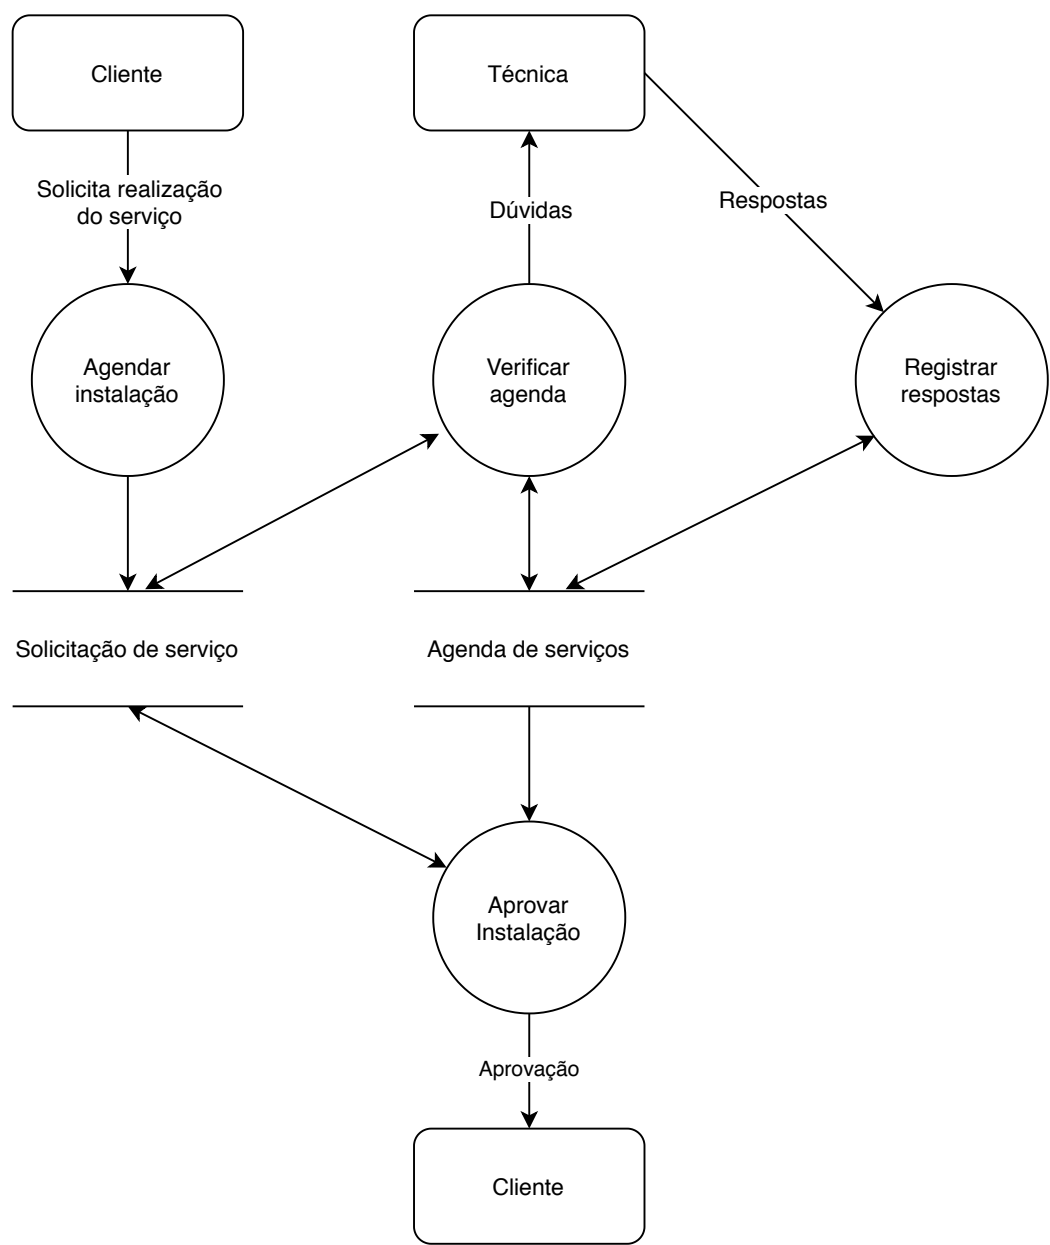 Cliente
Técnica
Solicita realização
do serviço
Dúvidas
Respostas
Agendar
instalação
Verificar
agenda
Registrar
respostas
Solicitação de serviço
Agenda de serviços
Aprovar
Instalação
Aprovação
Cliente